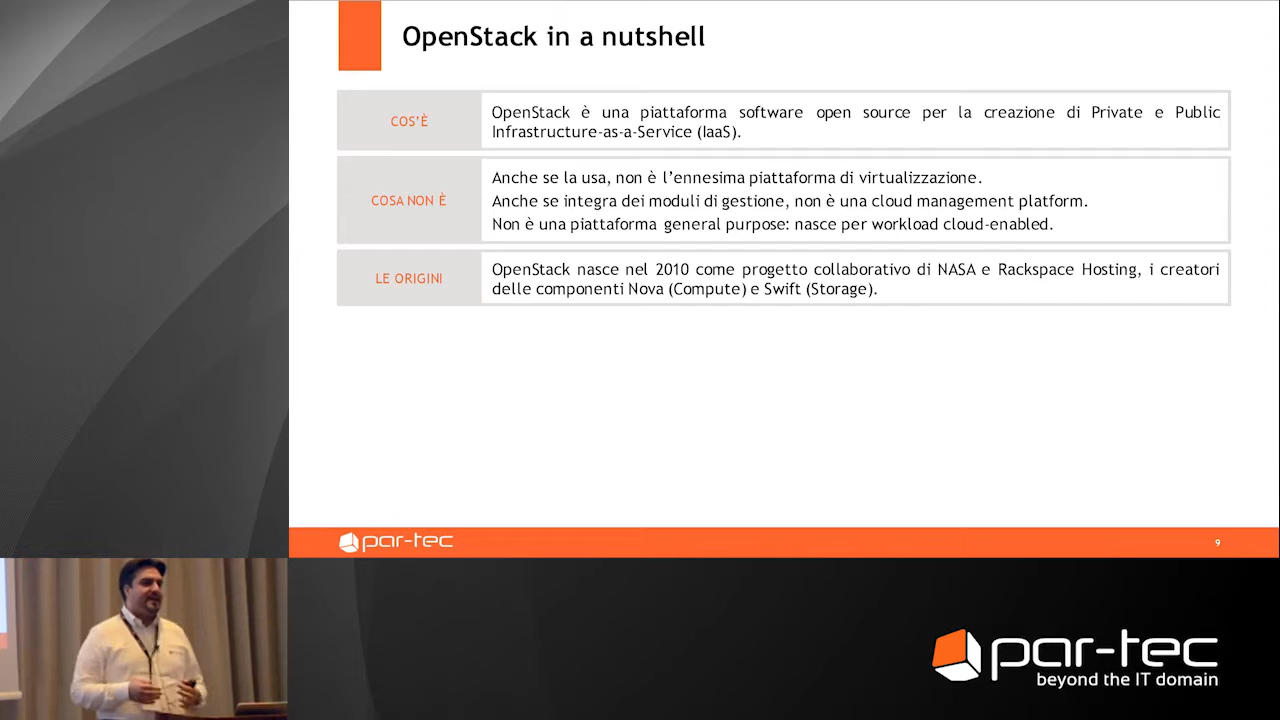 OpenStack in a nutshell
COS'È
OpenStack è una piattaforma software open source per la creazione di Private e Public
Infrastructure-as-a-Service (IaaS).
COSA NON È
Anche se la usa, non è l'ennesima piattaforma di virtualizzazione.
Anche se integra dei moduli di gestione, non è una cloud management platform.
Non è una piattaforma general purpose: nasce per workload cloud-enabled.
LE ORIGINI
OpenStack nasce nel 2010 come progetto collaborativo di NASA e Rackspace Hosting, i creatori
delle componenti Nova (Compute) e Swift (Storage).
par-tec
9
par-tec
beyond the IT domain